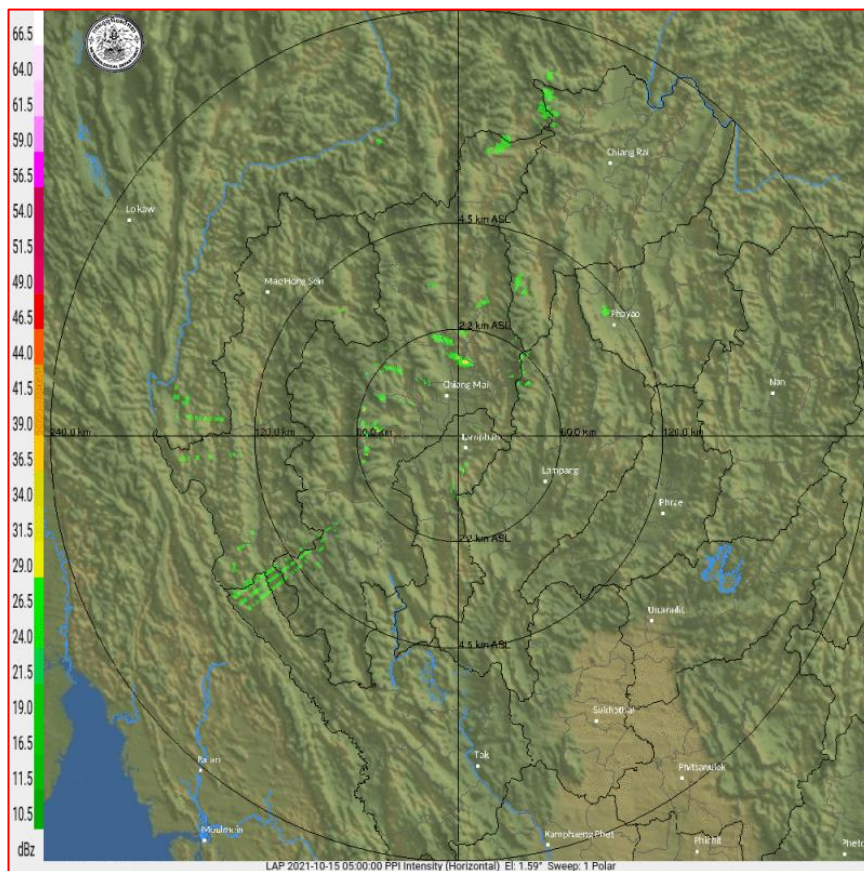 66.5
64.0
61.5
59.0
56.5
54.0
51.5
49.0
46.5
44.0
41.5
39.0
36.5
34.0
31.5
29.0
26.5
24.0
21.5
19.0
16.5
11.5
10.5
dBz
Chiang Rai
Loikaw
4.5 km ASL
Mae Hong Son
Phayao
2.2 km ASL
Chiang Mai
Nan
240.0 km
120.0 km
60.0 km
60.0 km
120.0 km
Lamphun
Lampang
Phrae
2.2 km ASL
Uttaradit
4.5 km ASL
Sukhothai
Tak
Phitsanulok
Moulmein
Kamphaeng Phet
Phichit
LAP 2021-10-15 05:00:00 PPI Intensity (Horizontal) El: 1.59° Sweep: 1 Polar